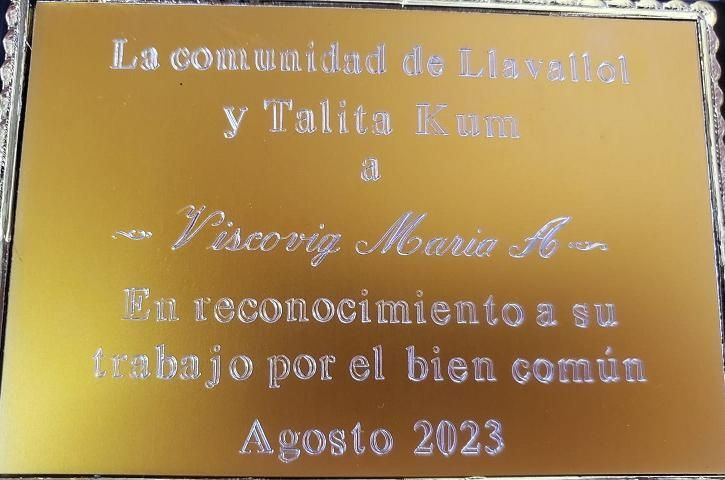 La comunidad de Llavallol
y Talita Kum
a
~ Viscovig Maria A ~
En reconocimiento a su
trabajo por el bien común
Agosto 2023